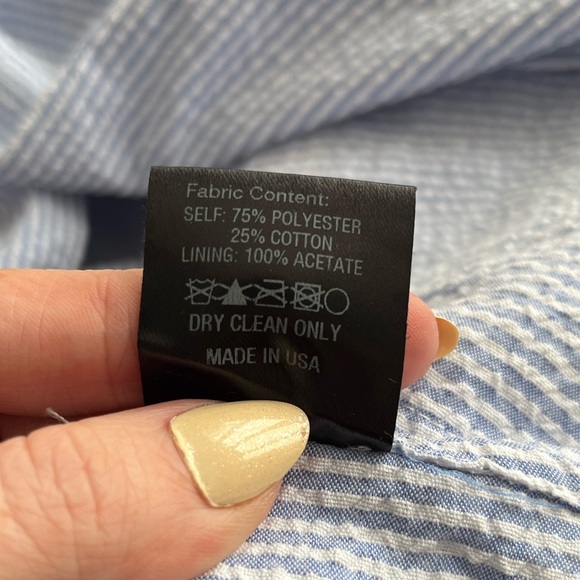 Fabric Content:
SELF: 75% POLYESTER
25% COTTON
LINING: 100% ACETATE
DRY CLEAN ONLY
MADE IN USA